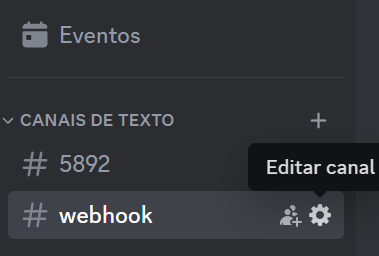 Eventos
CANAIS DE TEXTO
# 5892
Editar canal
# webhook